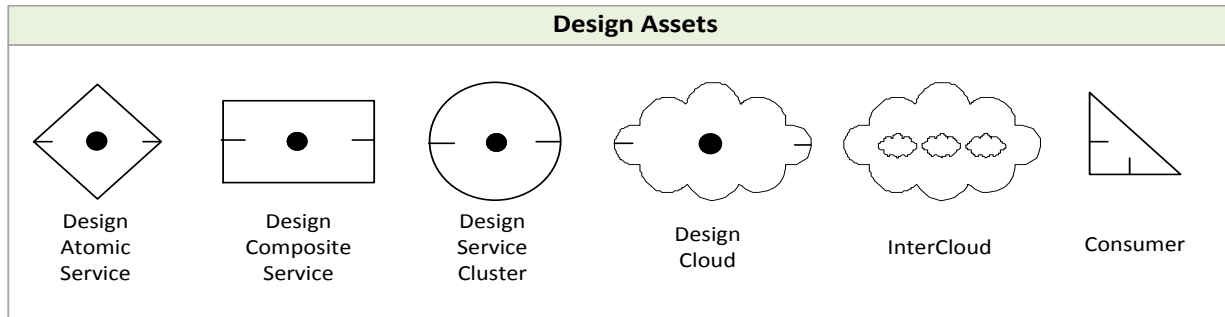 Design Assets
Design
Atomic
Service
Design
Composite
Service
Design
Service
Cluster
Design
Cloud
InterCloud
Consumer